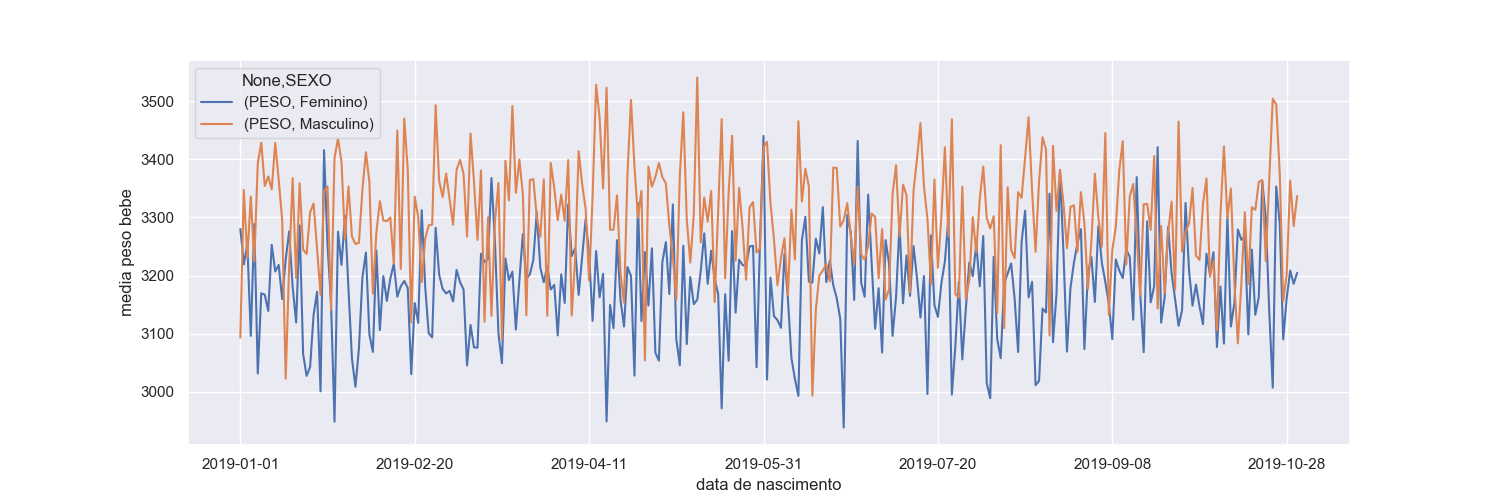 None,SEXO
(PESO, Feminino)
(PESO, Masculino)
3500
3400
3300
3200
3100
3000
media peso bebe
2019-01-01
2019-02-20
2019-04-11
2019-05-31
2019-07-20
2019-09-08
2019-10-28
data de nascimento